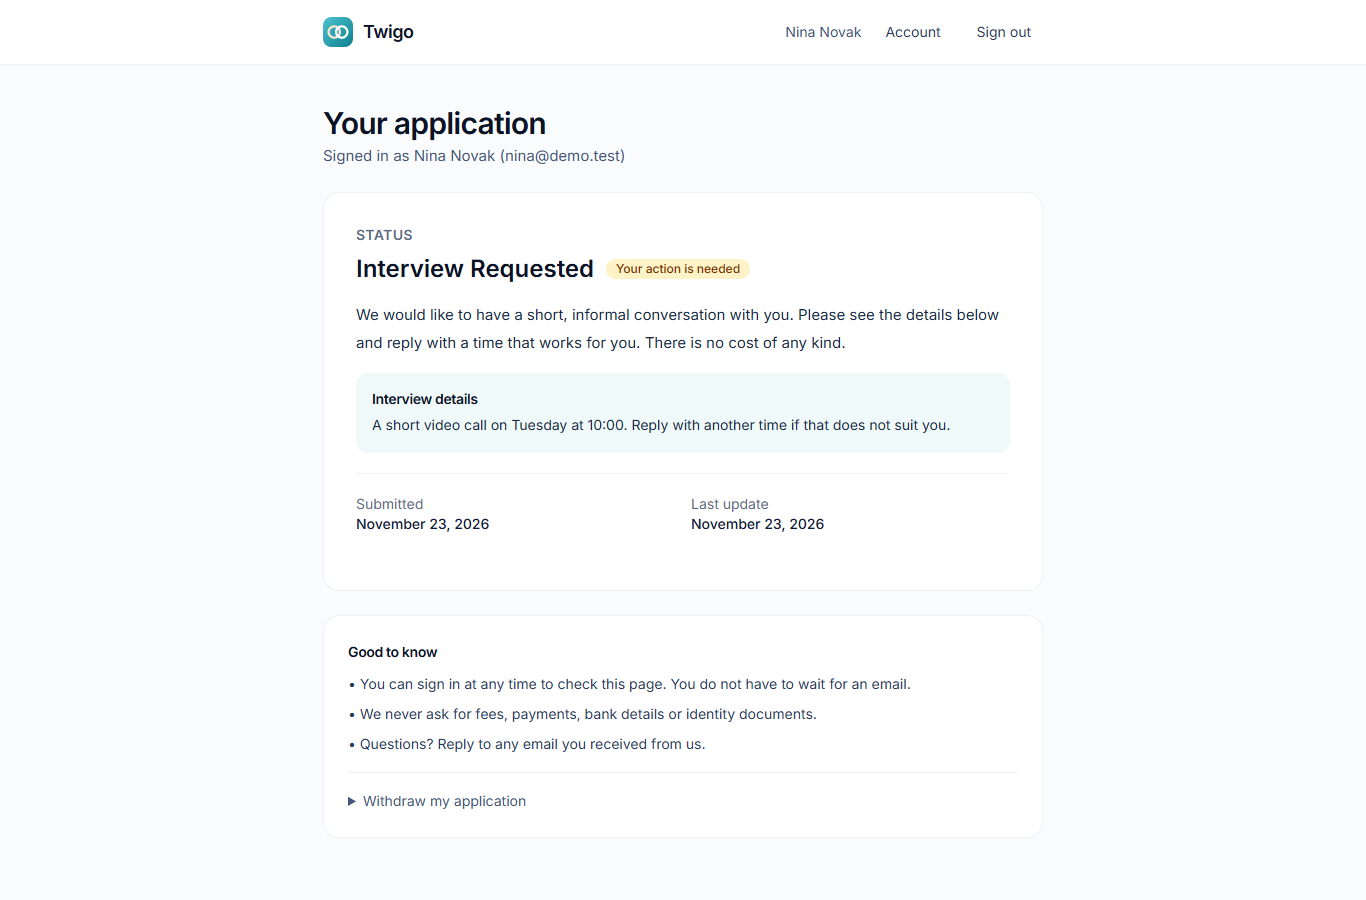 Twigo
Nina Novak
Account
Sign out
Your application
Signed in as Nina Novak (nina@demo.test)
STATUS
Interview Requested
Your action is needed
We would like to have a short, informal conversation with you. Please see the details below
and reply with a time that works for you. There is no cost of any kind.
Interview details
A short video call on Tuesday at 10:00. Reply with another time if that does not suit you.
Submitted
November 23, 2026
Last update
November 23, 2026
Good to know
• You can sign in at any time to check this page. You do not have to wait for an email.
• We never ask for fees, payments, bank details or identity documents.
• Questions? Reply to any email you received from us.
Withdraw my application